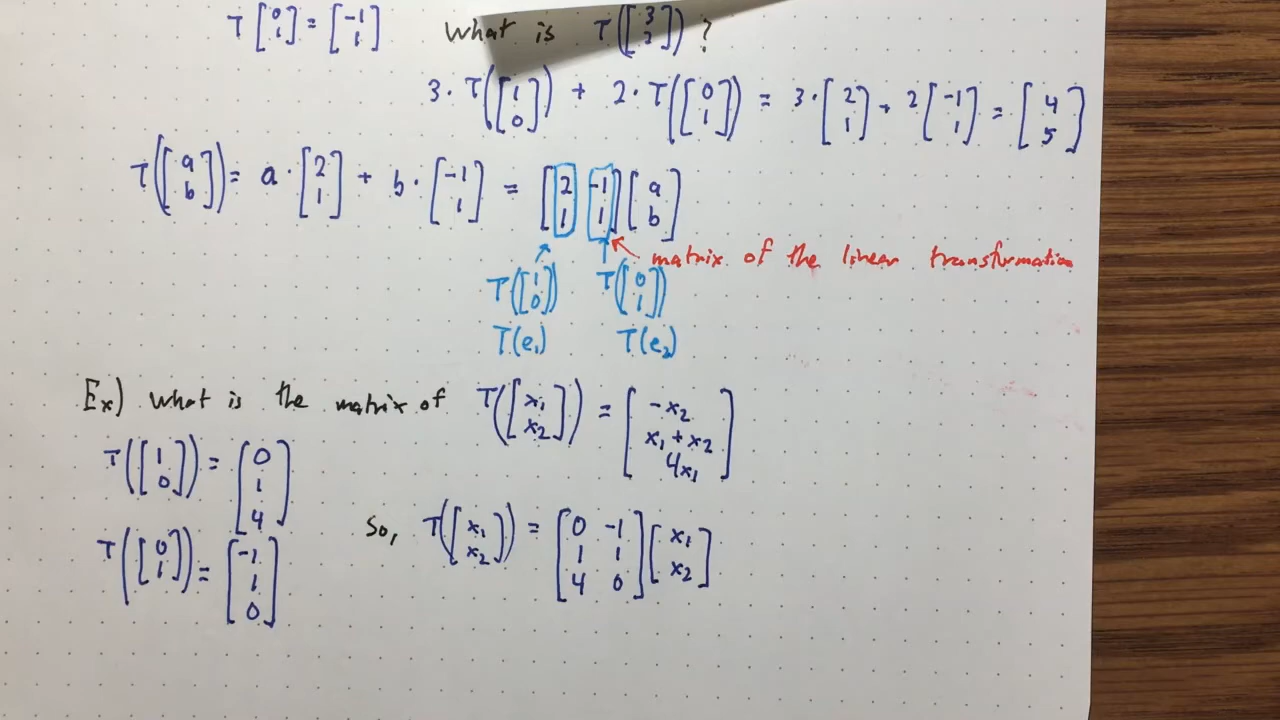 T[0 1] = [-1 1] What is T([3 2]) ?
3 · T([1 0]) + 2 · T([0 1]) = 3 · [2 1] + 2 [-1 1] = [4 5]
T([a b]) = a · [2 1] + b · [-1 1] = [2 -1 1 1] [a b]
matrix of the linear transformation
T([1 0]) T([0 1])
T(e₁) T(e₂)
Ex) What is the matrix of T([x₁ x₂]) = [-x₂ x₁ + x₂ 4x₁]
T([1 0]) = [0 1 4]
So, T([x₁ x₂]) = [0 -1 1 1 4 0] [x₁ x₂]
T([0 1]) = [-1 1 0]